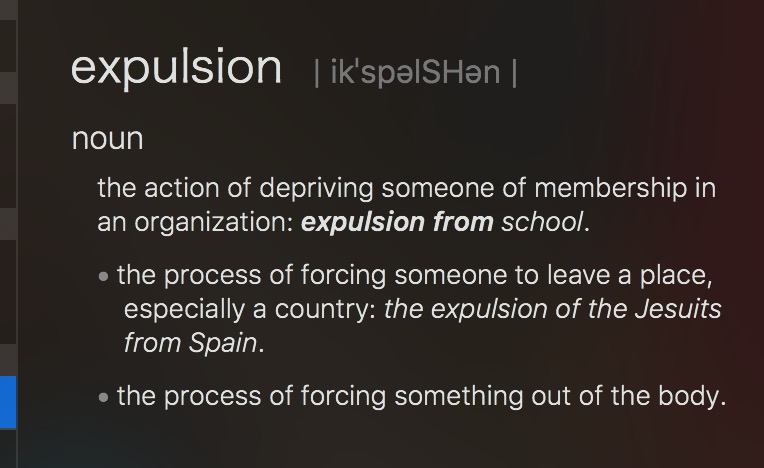 expulsion | ik'spəlSHən |
noun
the action of depriving someone of membership in
an organization: expulsion from school.
• the process of forcing someone to leave a place,
especially a country: the expulsion of the Jesuits
from Spain.
• the process of forcing something out of the body.